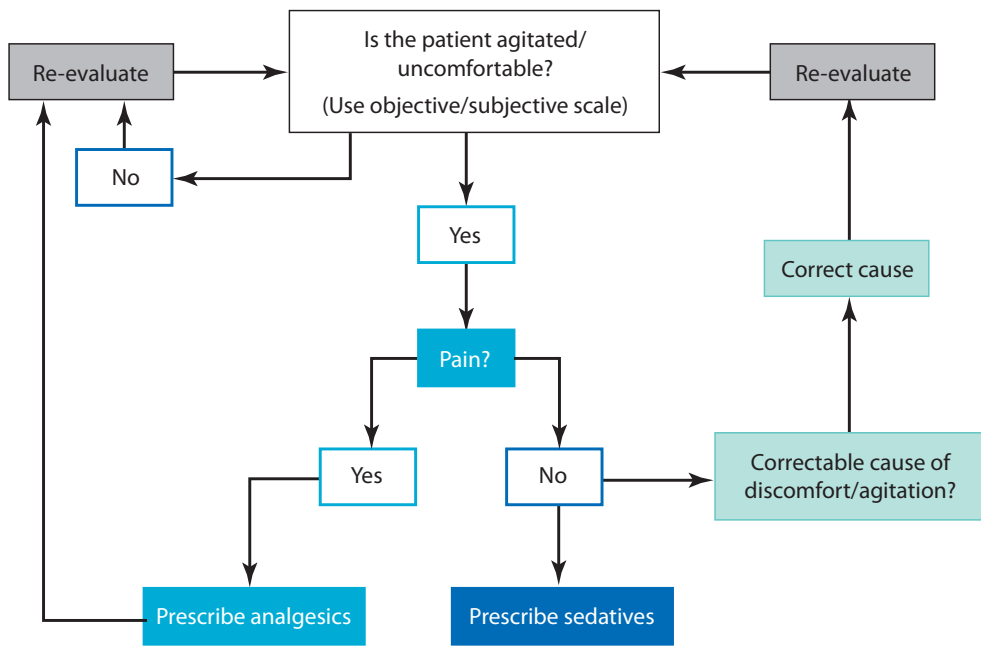 Is the patient agitated/
uncomfortable?
(Use objective/subjective scale)
Re-evaluate
Re-evaluate
No
Yes
Correct cause
Pain?
Yes
No
Correctable cause of
discomfort/agitation?
Prescribe analgesics
Prescribe sedatives